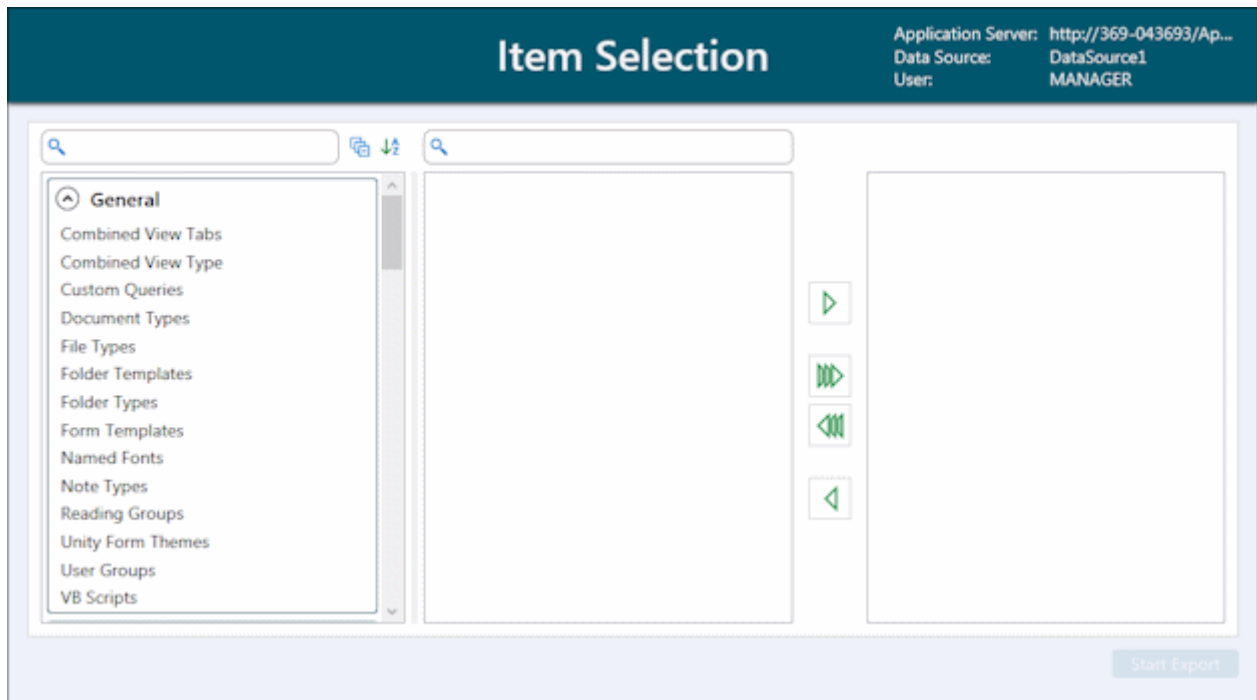 Item Selection
Application Server: http://369-043693/Ap...
Data Source: DataSource1
User: MANAGER
General
Combined View Tabs
Combined View Type
Custom Queries
Document Types
File Types
Folder Templates
Folder Types
Form Templates
Named Fonts
Note Types
Reading Groups
Unity Form Themes
User Groups
VB Scripts
Start Export